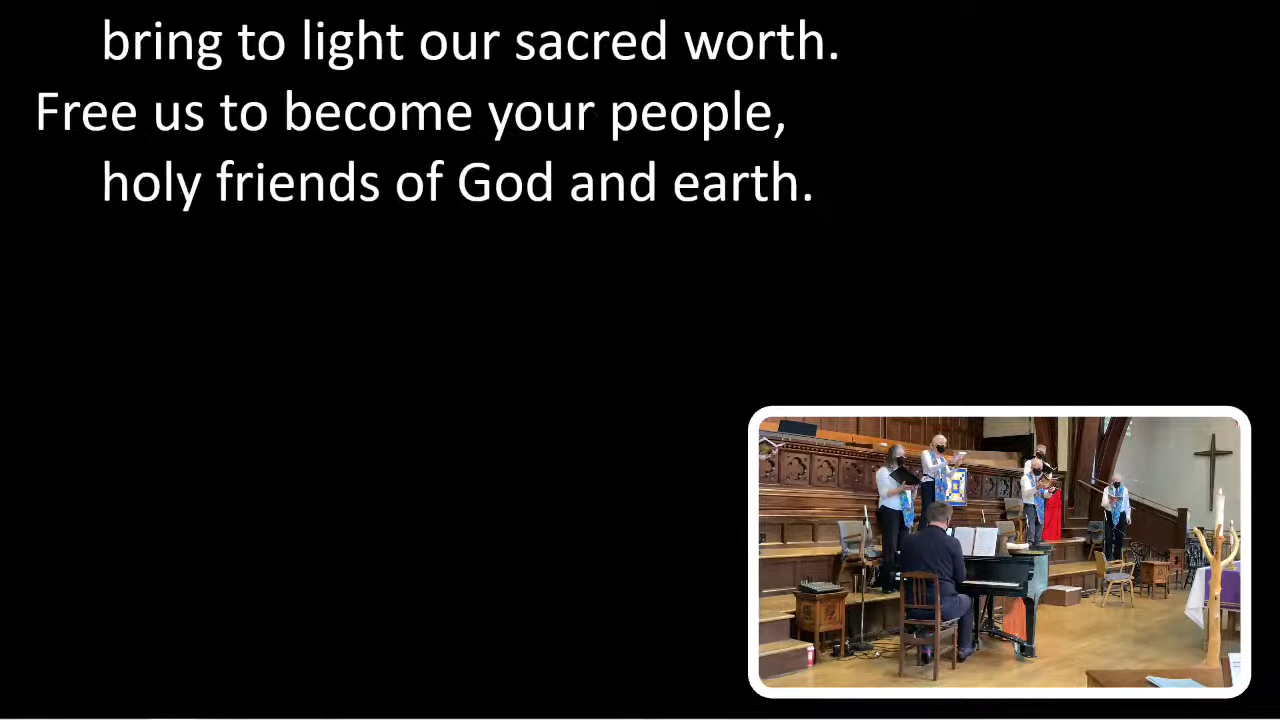 bring to light our sacred worth.
Free us to become your people,
holy friends of God and earth.